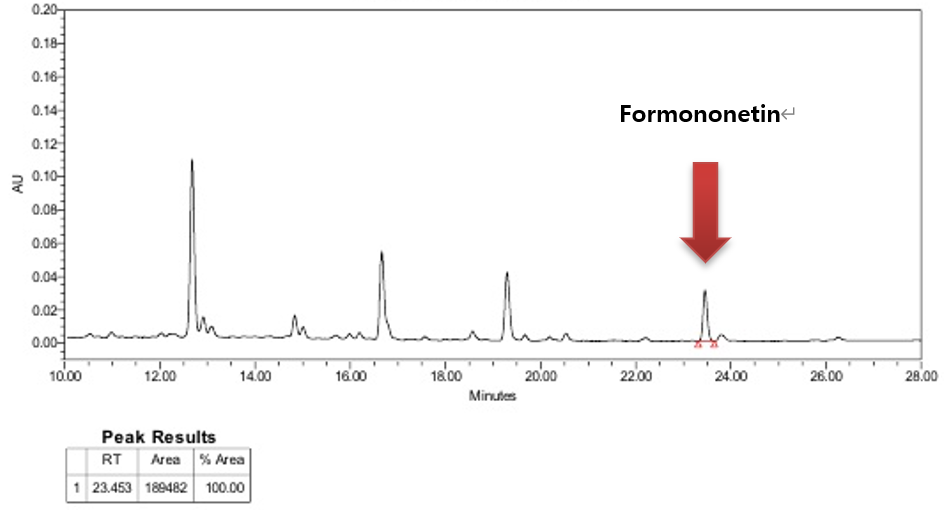 0.20
0.18
0.16
0.14
0.12
0.10
0.08
0.06
0.04
0.02
0.00
AU
Formononetin↵
10.00 12.00 14.00 16.00 18.00 20.00 22.00 24.00 26.00 28.00
Minutes
Peak Results
RT Area % Area
1 23.453 189482 100.00